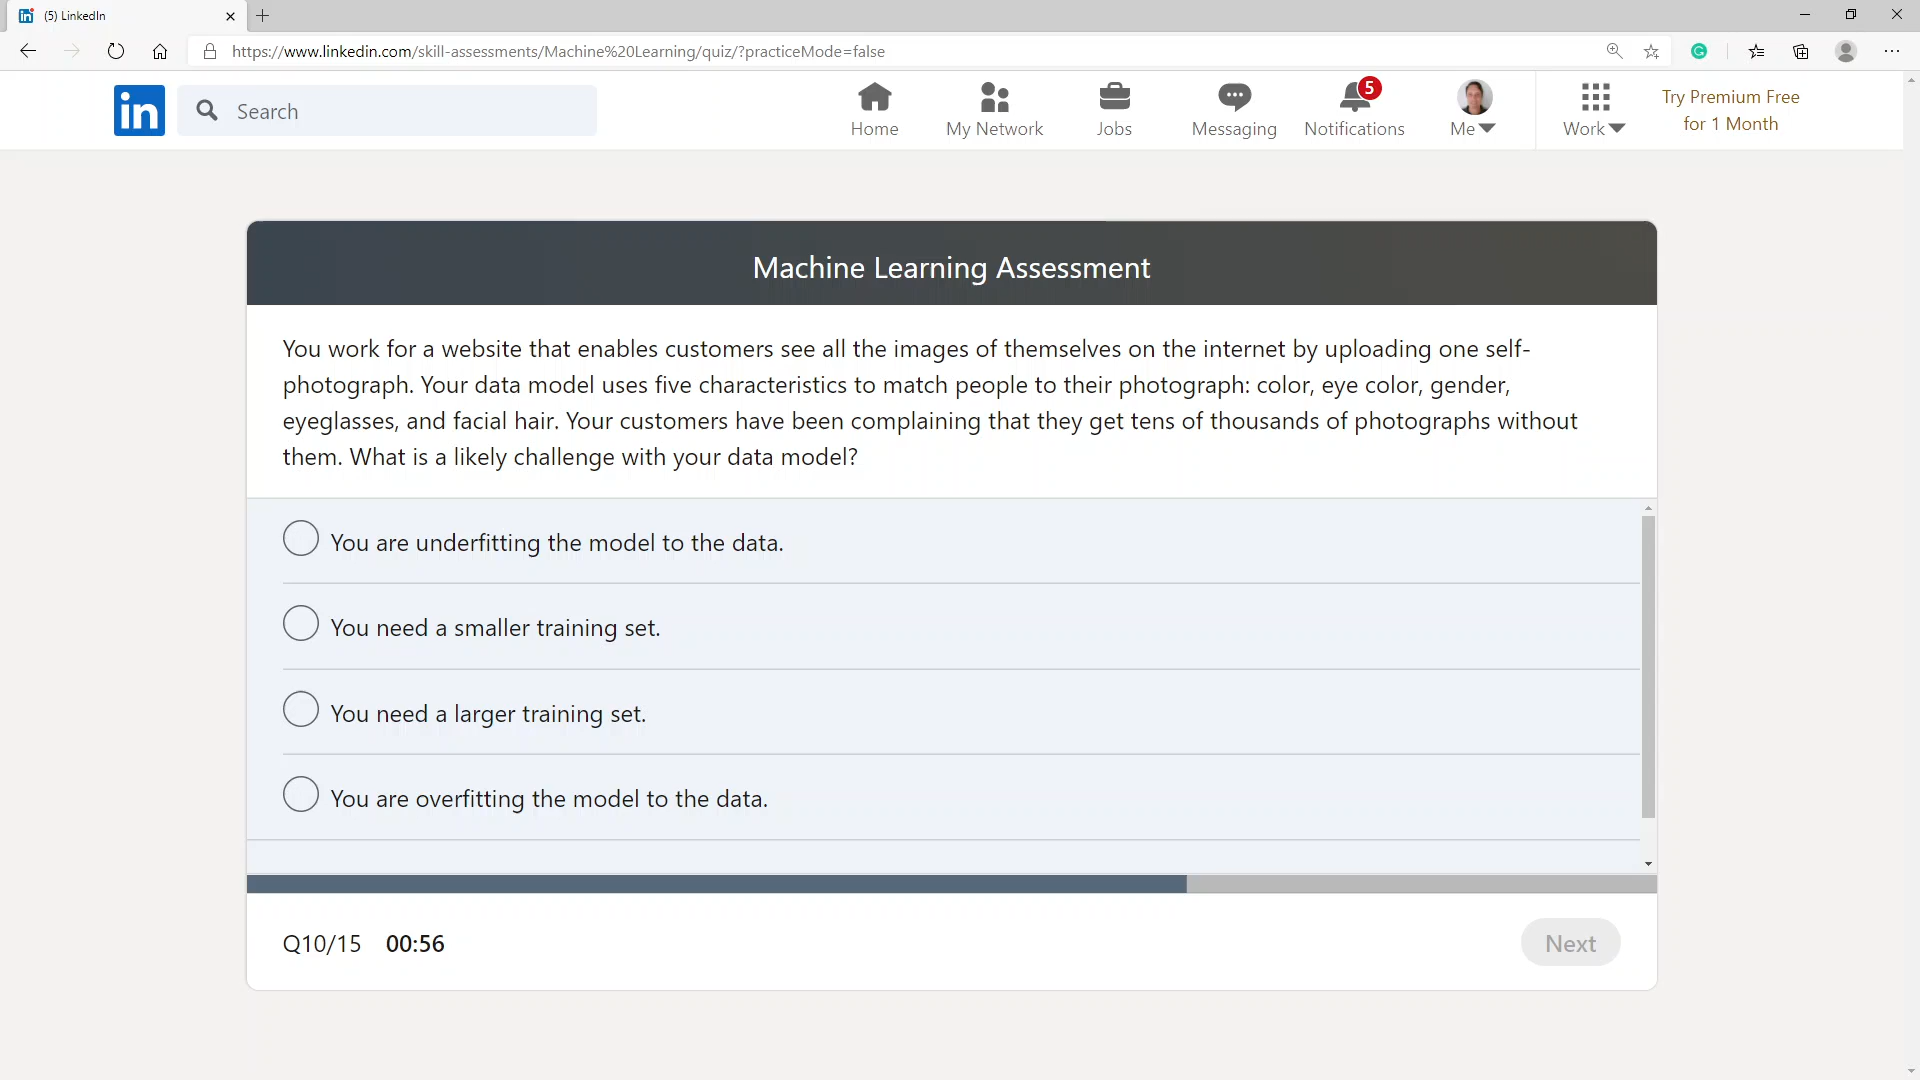 (5) LinkedIn
https://www.linkedin.com/skill-assessments/Machine%20Learning/quiz/?practiceMode=false
in
Search
Home
My Network
Jobs
Messaging
5
Notifications
Me
Work
Try Premium Free
for 1 Month
Machine Learning Assessment
You work for a website that enables customers see all the images of themselves on the internet by uploading one self-
photograph. Your data model uses five characteristics to match people to their photograph: color, eye color, gender,
eyeglasses, and facial hair. Your customers have been complaining that they get tens of thousands of photographs without
them. What is a likely challenge with your data model?
You are underfitting the model to the data.
You need a smaller training set.
You need a larger training set.
You are overfitting the model to the data.
Q10/15 00:56
Next